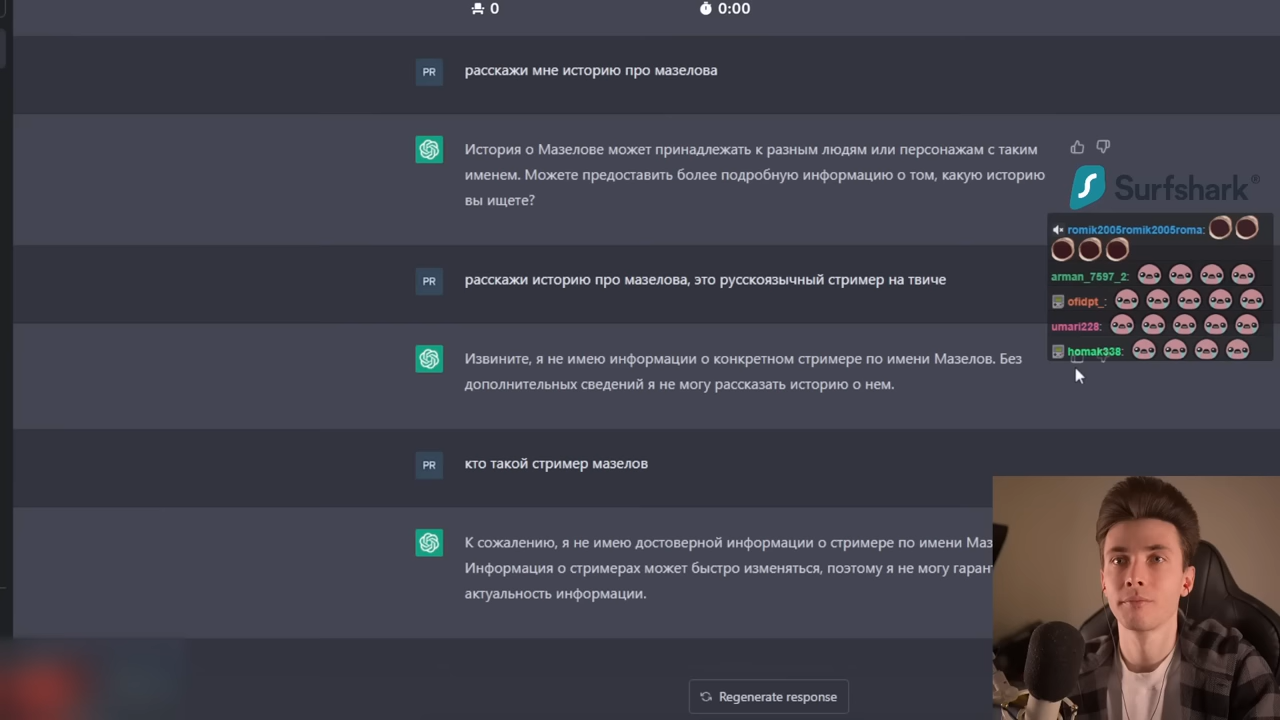 0
0:00
PR
расскажи мне историю про мазелова
История о Мазелове может принадлежать к разным людям или персонажам с таким
именем. Можете предоставить более подробную информацию о том, какую историю
вы ищете?
Surfshark®
romik2005romik2005roma:
arman_7597_2:
ofidpt_:
umari228:
homak338:
PR
расскажи историю про мазелова, это русскоязычный стример на твиче
Извините, я не имею информации о конкретном стримере по имени Мазелов. Без
дополнительных сведений я не могу рассказать историю о нем.
PR
кто такой стример мазелов
К сожалению, я не имею достоверной информации о стримере по имени Маз
Информация о стримерах может быстро изменяться, поэтому я не могу гарант
актуальность информации.
Regenerate response